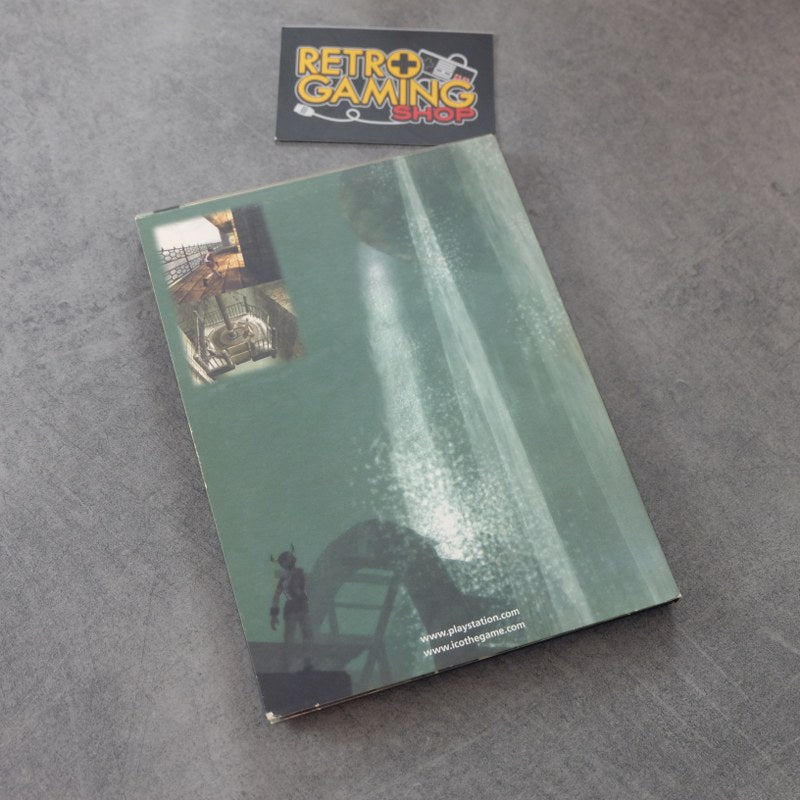 RETRO
GAMING
SHOP
www.playstation.com
www.icothegame.com